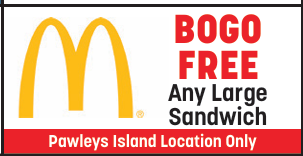 BOGO
FREE
Any Large
Sandwich
Pawleys Island Location Only